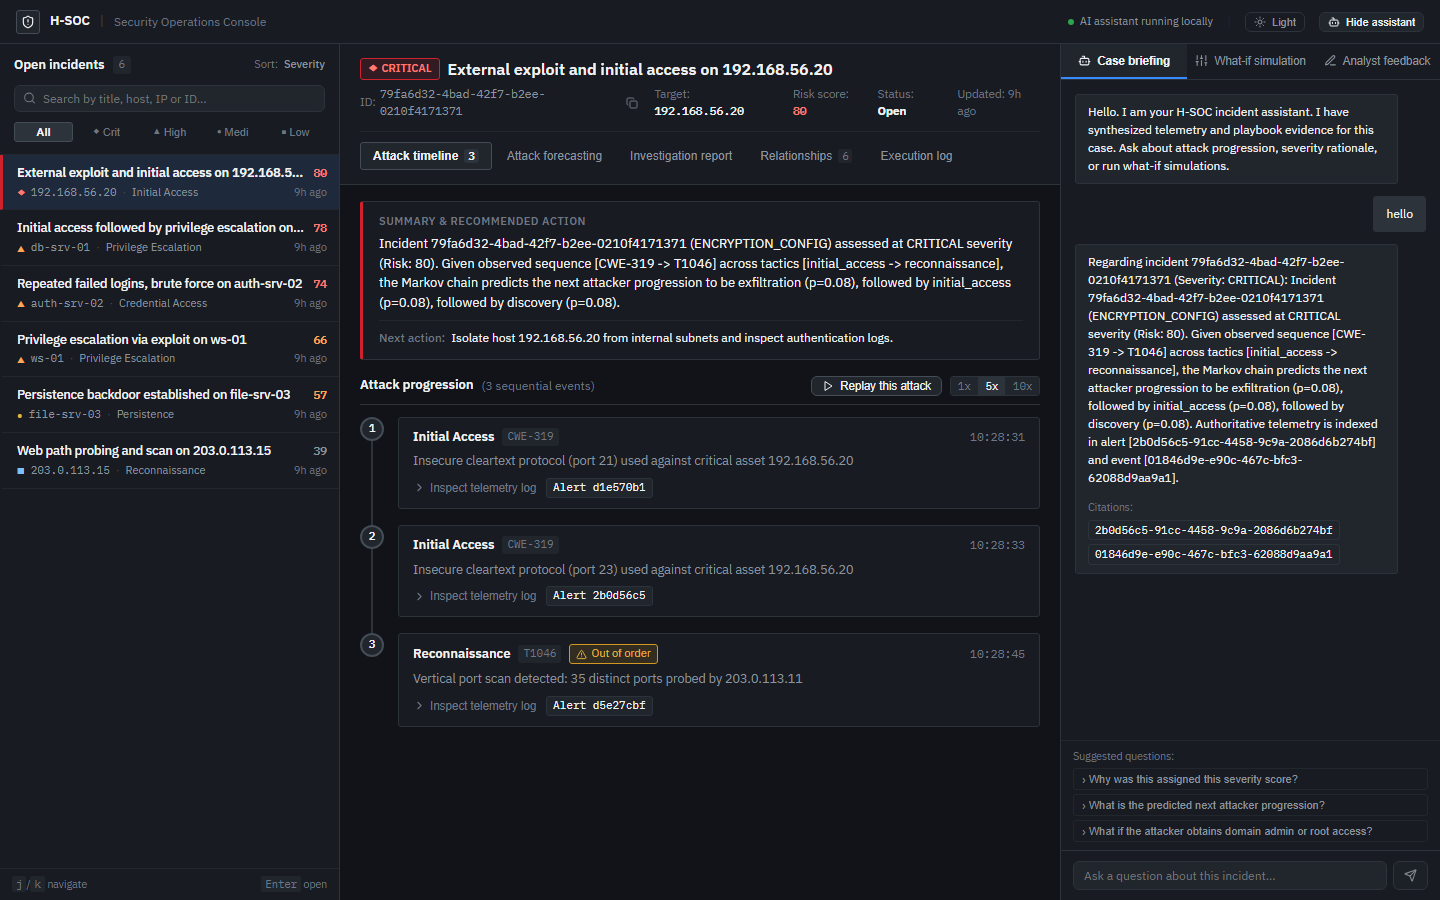 H-SOC
Security Operations Console
AI assistant running locally
Light
Hide assistant
Open incidents 6
Sort: Severity
Search by title, host, IP or ID...
All
Crit
High
Medi
Low
External exploit and initial access on 192.168.5... 80
192.168.56.20 · Initial Access 9h ago
Initial access followed by privilege escalation on... 78
db-srv-01 · Privilege Escalation 9h ago
Repeated failed logins, brute force on auth-srv-02 74
auth-srv-02 · Credential Access 9h ago
Privilege escalation via exploit on ws-01 66
ws-01 · Privilege Escalation 9h ago
Persistence backdoor established on file-srv-03 57
file-srv-03 · Persistence 9h ago
Web path probing and scan on 203.0.113.15 39
203.0.113.15 · Reconnaissance 9h ago
j / k navigate
Enter open
CRITICAL External exploit and initial access on 192.168.56.20
ID: 79fa6d32-4bad-42f7-b2ee-
0210f4171371
Target:
192.168.56.20
Risk score:
80
Status:
Open
Updated: 9h
ago
Attack timeline 3
Attack forecasting
Investigation report
Relationships 6
Execution log
SUMMARY & RECOMMENDED ACTION
Incident 79fa6d32-4bad-42f7-b2ee-0210f4171371 (ENCRYPTION_CONFIG) assessed at CRITICAL severity
(Risk: 80). Given observed sequence [CWE-319 -> T1046] across tactics [initial_access -> reconnaissance],
the Markov chain predicts the next attacker progression to be exfiltration (p=0.08), followed by initial_access
(p=0.08), followed by discovery (p=0.08).
Next action: Isolate host 192.168.56.20 from internal subnets and inspect authentication logs.
Attack progression (3 sequential events)
Replay this attack
1x 5x 10x
1
Initial Access CWE-319 10:28:31
Insecure cleartext protocol (port 21) used against critical asset 192.168.56.20
Inspect telemetry log Alert d1e570b1
2
Initial Access CWE-319 10:28:33
Insecure cleartext protocol (port 23) used against critical asset 192.168.56.20
Inspect telemetry log Alert 2b0d56c5
3
Reconnaissance T1046 Out of order 10:28:45
Vertical port scan detected: 35 distinct ports probed by 203.0.113.11
Inspect telemetry log Alert d5e27cbf
Case briefing
What-if simulation
Analyst feedback
Hello. I am your H-SOC incident assistant. I have
synthesized telemetry and playbook evidence for this
case. Ask about attack progression, severity rationale,
or run what-if simulations.
hello
Regarding incident 79fa6d32-4bad-42f7-b2ee-
0210f4171371 (Severity: CRITICAL): Incident
79fa6d32-4bad-42f7-b2ee-0210f4171371
(ENCRYPTION_CONFIG) assessed at CRITICAL
severity (Risk: 80). Given observed sequence [CWE-
319 -> T1046] across tactics [initial_access ->
reconnaissance], the Markov chain predicts the next
attacker progression to be exfiltration (p=0.08),
followed by initial_access (p=0.08), followed by
discovery (p=0.08). Authoritative telemetry is indexed
in alert [2b0d56c5-91cc-4458-9c9a-2086d6b274bf]
and event [01846d9e-e90c-467c-bfc3-
62088d9aa9a1].
Citations:
2b0d56c5-91cc-4458-9c9a-2086d6b274bf
01846d9e-e90c-467c-bfc3-62088d9aa9a1
Suggested questions:
› Why was this assigned this severity score?
› What is the predicted next attacker progression?
› What if the attacker obtains domain admin or root access?
Ask a question about this incident...